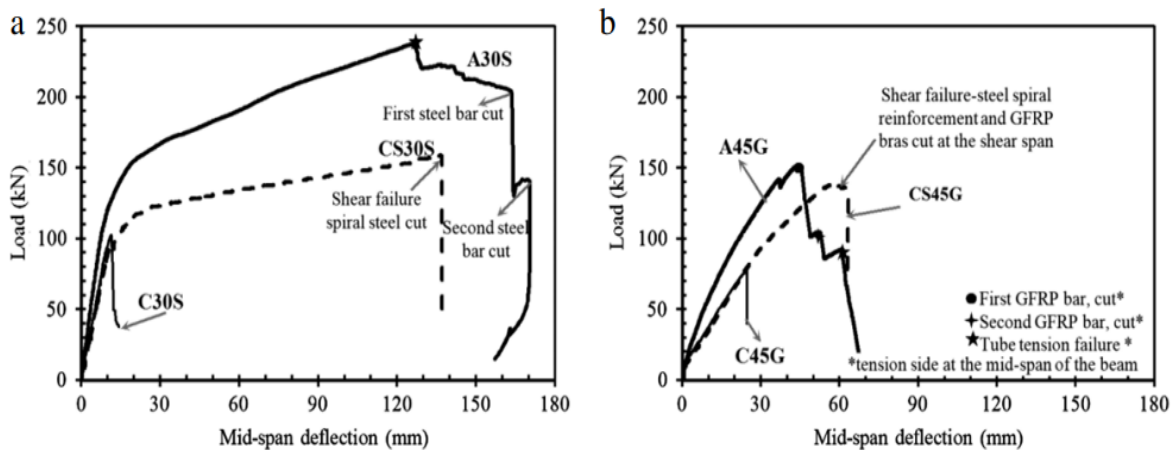 a
250
200
150
100
50
0
Load (kN)
0 30 60 90 120 150 180
Mid-span deflection (mm)
A30S
First steel bar cut
CS30S
Shear failure
spiral steel cut
Second steel
bar cut
C30S
b
250
200
150
100
50
0
Load (kN)
0 30 60 90 120 150 180
Mid-span deflection (mm)
Shear failure-steel spiral
reinforcement and GFRP
bras cut at the shear span
A45G
CS45G
C45G
First GFRP bar, cut*
Second GFRP bar, cut*
Tube tension failure *
*tension side at the mid-span of the beam